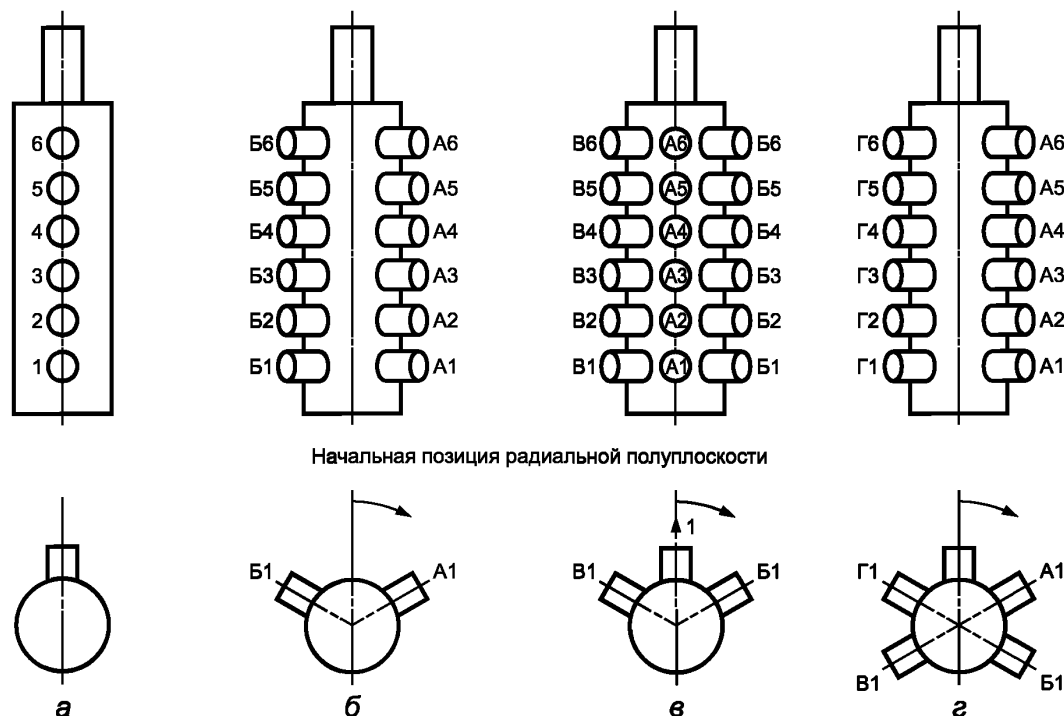 6 Б6 А6 В6 А6 Б6 Г6 А6
5 Б5 А5 В5 А5 Б5 Г5 А5
4 Б4 А4 В4 А4 Б4 Г4 А4
3 Б3 А3 В3 А3 Б3 Г3 А3
2 Б2 А2 В2 А2 Б2 Г2 А2
1 Б1 А1 В1 А1 Б1 Г1 А1
Начальная позиция радиальной полуплоскости
1
Б1 А1 В1 Б1 Г1 А1
В1 Б1
а б в г